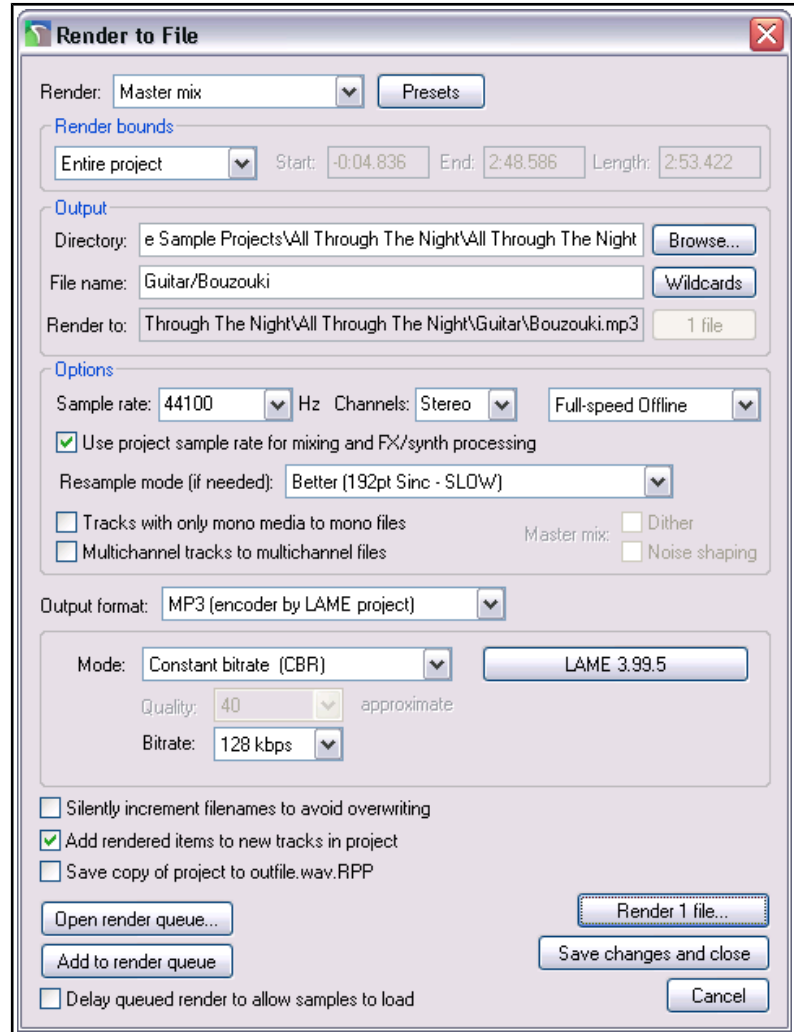 Render to File
Render: Master mix Presets
Render bounds
Entire project Start: -0:04.836 End: 2:48.586 Length: 2:53.422
Output
Directory: e Sample Projects\All Through The Night\All Through The Night Browse...
File name: Guitar/Bouzouki Wildcards
Render to: Through The Night\All Through The Night\Guitar\Bouzouki.mp3 1 file
Options
Sample rate: 44100 Hz Channels: Stereo Full-speed Offline
Use project sample rate for mixing and FX/synth processing
Resample mode (if needed): Better (192pt Sinc - SLOW)
Tracks with only mono media to mono files
Multichannel tracks to multichannel files
Master mix: Dither
Noise shaping
Output format: MP3 (encoder by LAME project)
Mode: Constant bitrate (CBR) LAME 3.99.5
Quality: 40 approximate
Bitrate: 128 kbps
Silently increment filenames to avoid overwriting
Add rendered items to new tracks in project
Save copy of project to outfile.wav.RPP
Open render queue... Render 1 file...
Add to render queue Save changes and close
Delay queued render to allow samples to load Cancel